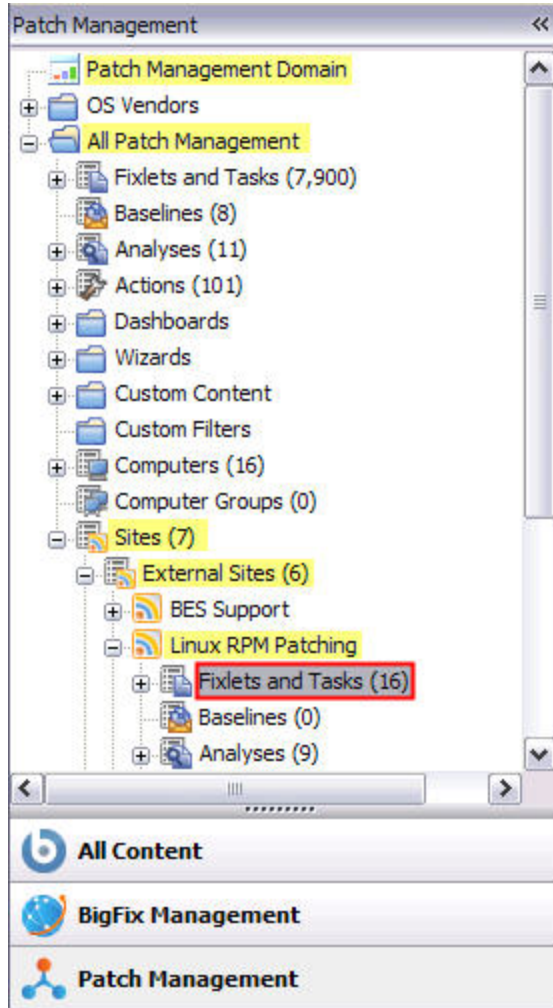 Patch Management
Patch Management Domain
OS Vendors
All Patch Management
Fixlets and Tasks (7,900)
Baselines (8)
Analyses (11)
Actions (101)
Dashboards
Wizards
Custom Content
Custom Filters
Computers (16)
Computer Groups (0)
Sites (7)
External Sites (6)
BES Support
Linux RPM Patching
Fixlets and Tasks (16)
Baselines (0)
Analyses (9)
All Content
BigFix Management
Patch Management